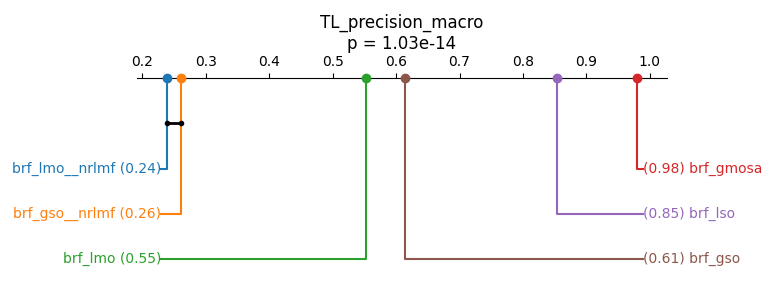 TL_precision_macro
p = 1.03e-14
0.2 0.3 0.4 0.5 0.6 0.7 0.8 0.9 1.0
brf_lmo__nrlmf (0.24) (0.98) brf_gmosa
brf_gso__nrlmf (0.26) (0.85) brf_lso
brf_lmo (0.55) (0.61) brf_gso